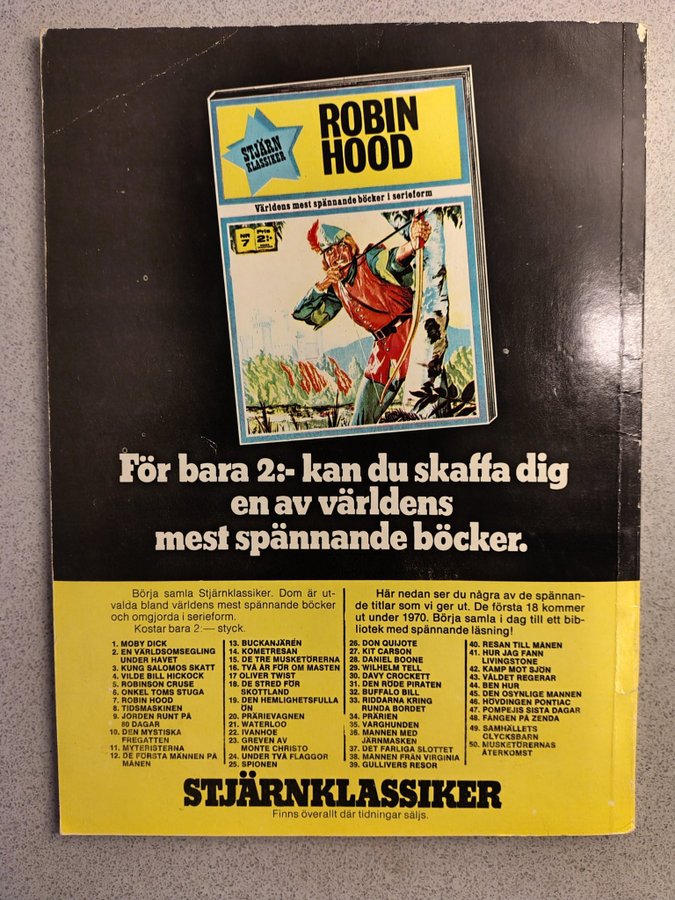 STJÄRN
KLASSIKER
ROBIN
HOOD
Världens mest spännande böcker i serieform
NR
7
Pris
2:-
För bara 2:- kan du skaffa dig
en av världens
mest spännande böcker.
Börja samla Stjärnklassiker. Dom är ut-
valda bland världens mest spännande böcker
och omgjorda i serieform.
Kostar bara 2:— styck.
Här nedan ser du några av de spännan-
de titlar som vi ger ut. De första 18 kommer
ut under 1970. Börja samla i dag till ett bib-
liotek med spännande läsning!
1. MOBY DICK
2. EN VÄRLDSOMSEGLING
UNDER HAVET
3. KUNG SALOMOS SKATT
4. VILDE BILL HICKOCK
5. ROBINSON CRUSE
6. ONKEL TOMS STUGA
7. ROBIN HOOD
8. TIDSMASKINEN
9. JORDEN RUNT PÅ
80 DAGAR
10. DEN MYSTISKA
FREGATTEN
11. MYTERISTERNA
12. DE FÖRSTA MÄNNEN PÅ
MÅNEN
13. BUCKANJÄREN
14. KOMETRESAN
15. DE TRE MUSKETÖRERNA
16. TVÅ ÅR FÖR OM MASTEN
17 OLIVER TWIST
18. DE STRED FÖR
SKOTTLAND
19. DEN HEMLIGHETSFULLA
ÖN
20. PRÄRIEVAGNEN
21. WATERLOO
22. IVANHOE
23. GREVEN AV
MONTE CHRISTO
24. UNDER TVÅ FLAGGOR
25. SPIONEN
26. DON QUIJOTE
27. KIT CARSON
28. DANIEL BOONE
29. WILHELM TELL
30. DAVY CROCKETT
31. DEN RÖDE PIRATEN
32. BUFFALO BILL
33. RIDDARNA KRING
RUNDA BORDET
34. PRÄRIEN
35. VARGHUNDEN
36. MANNEN MED
JÄRNMASKEN
37. DET FARLIGA SLOTTET
38. MANNEN FRÅN VIRGINIA
39. GULLIVERS RESOR
40. RESAN TILL MÅNEN
41. HUR JAG FANN
LIVINGSTONE
42. KAMP MOT SJÖN
43. VÅLDET REGERAR
44. BEN HUR
45. DEN OSYNLIGE MANNEN
46. HÖVDINGEN PONTIAC
47. POMPEJIS SISTA DAGAR
48. FÅNGEN PÅ ZENDA
49. SAMHÄLLETS
OLYCKSBARN
50. MUSKETÖRERNAS
ÅTERKOMST
STJÄRNKLASSIKER
Finns överallt där tidningar säljs.